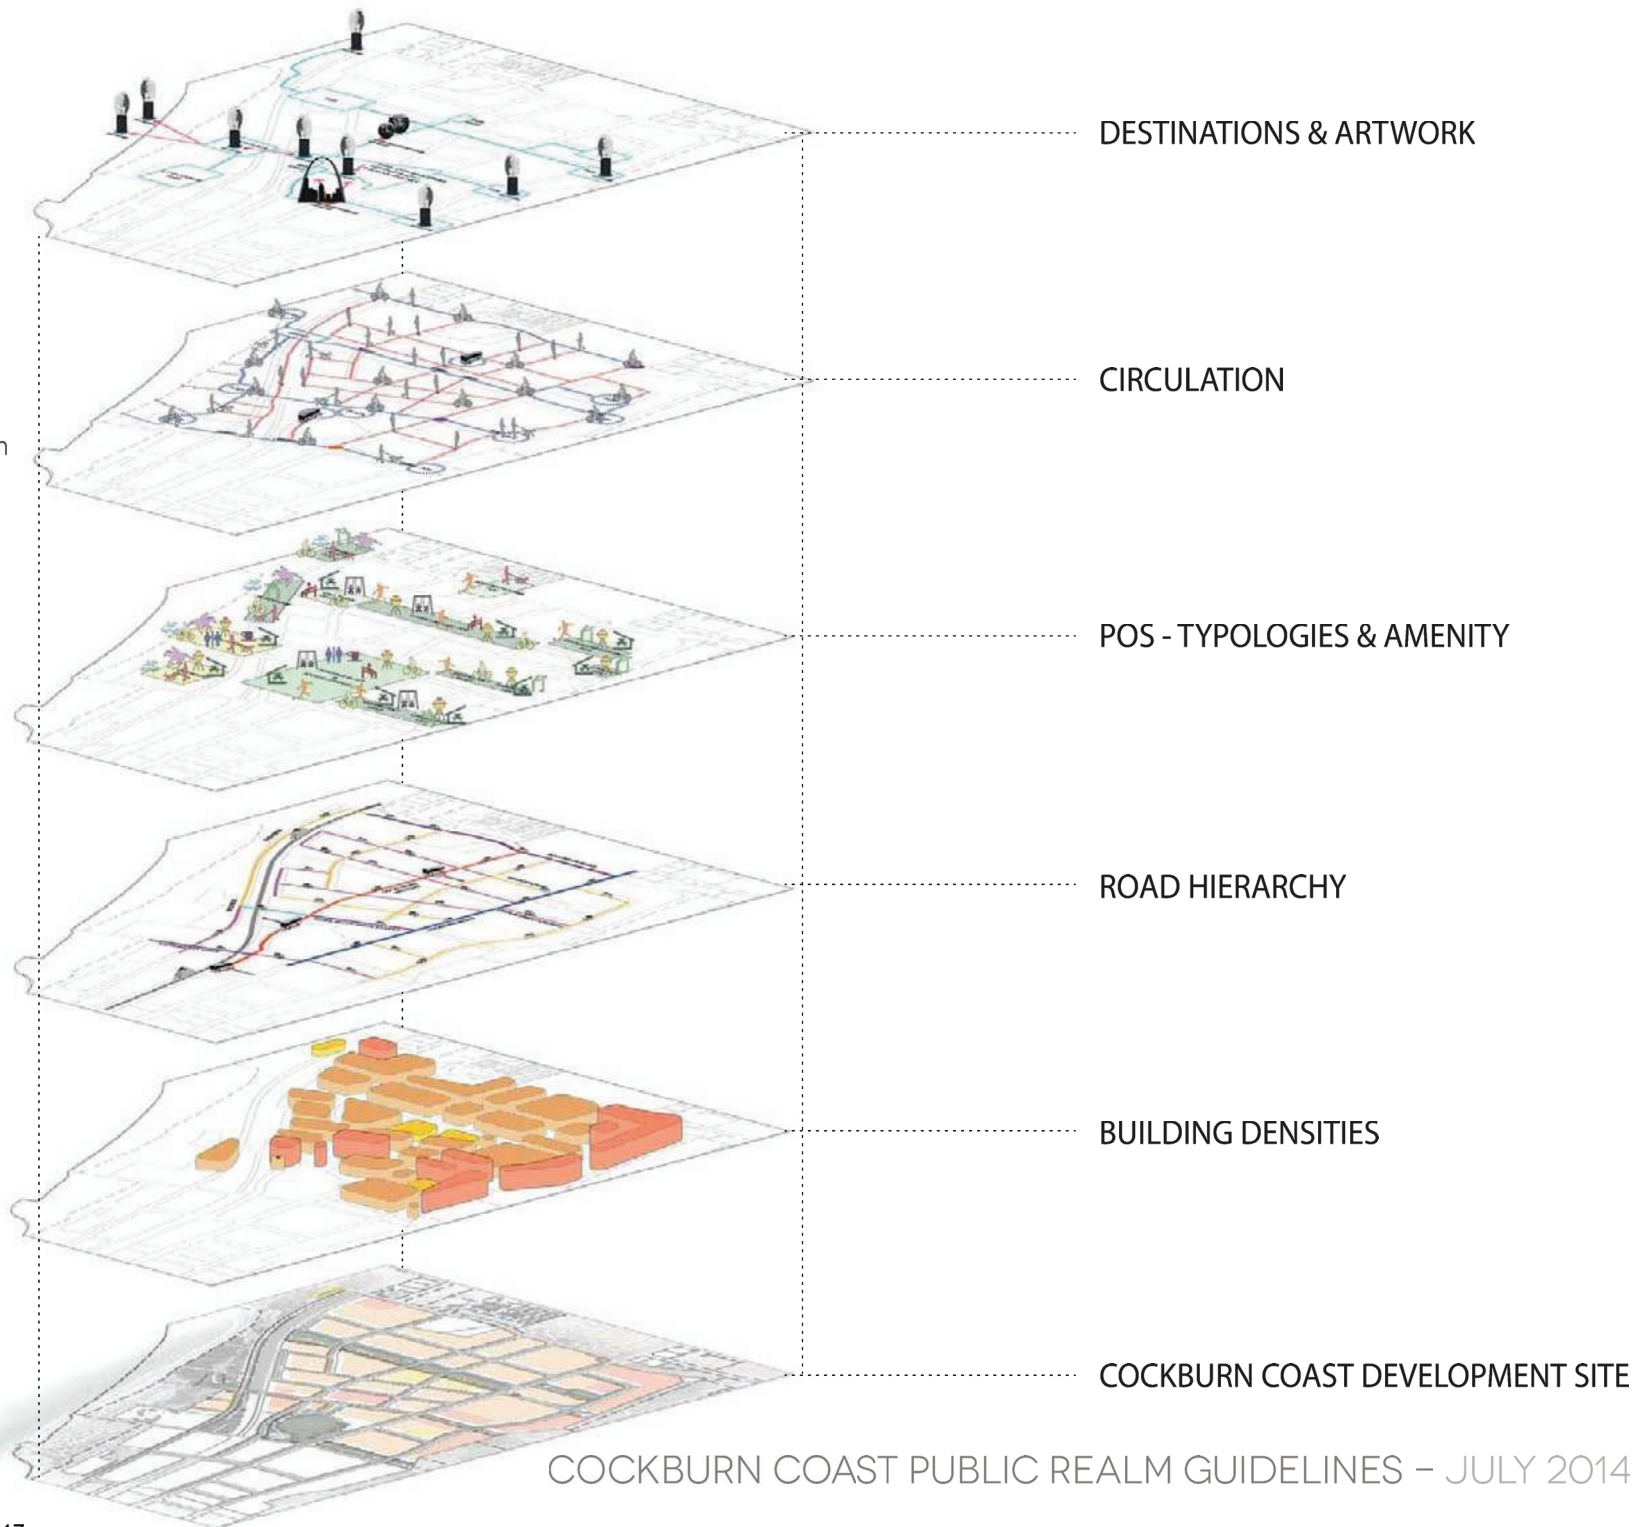 DESTINATIONS & ARTWORK
CIRCULATION
n
POS - TYPOLOGIES & AMENITY
ROAD HIERARCHY
BUILDING DENSITIES
COCKBURN COAST DEVELOPMENT SITE
COCKBURN COAST PUBLIC REALM GUIDELINES – JULY 2014